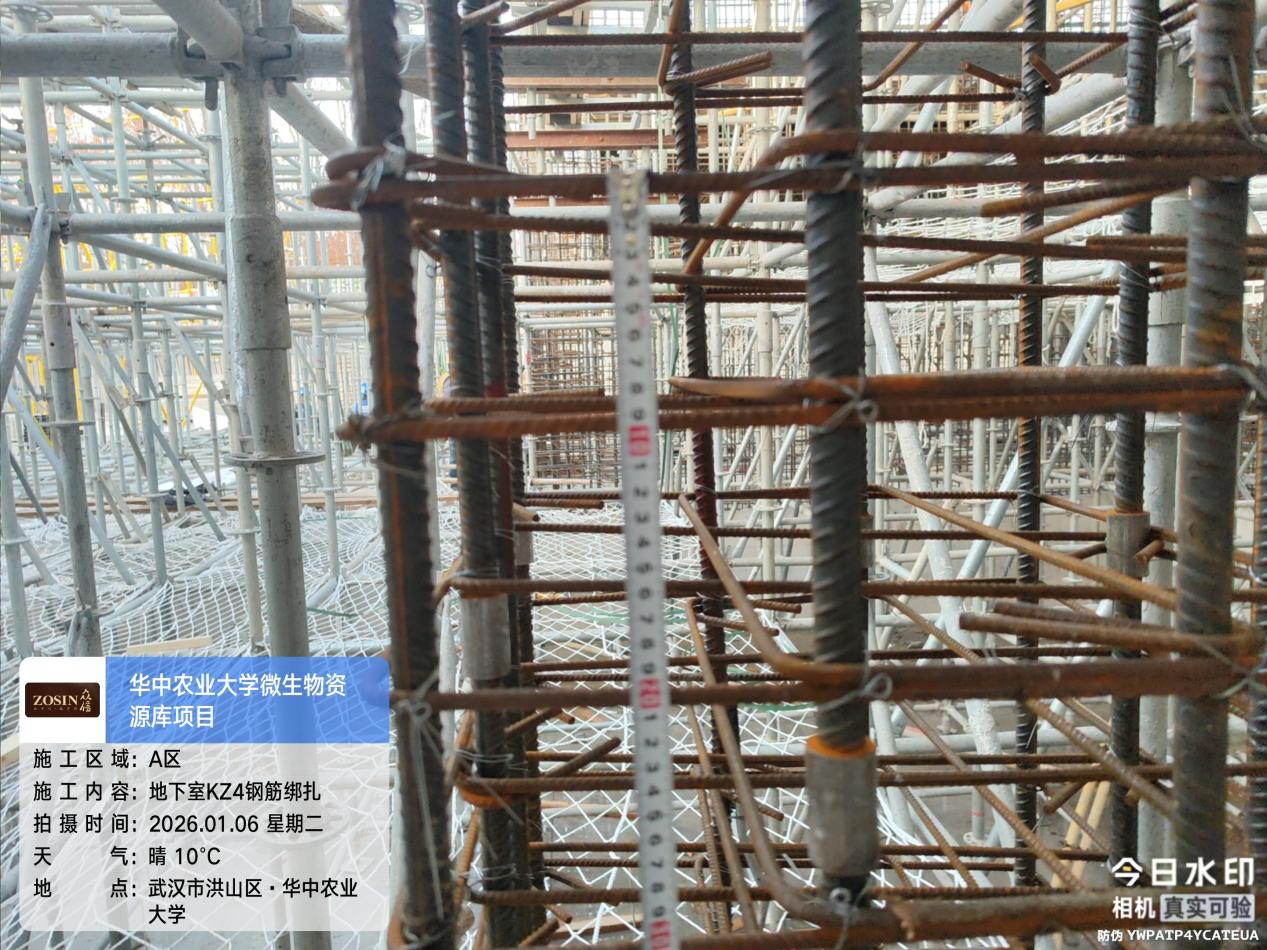 ZOSIN 众信
华中农业大学微生物资
源库项目
施工区域：A区
施工内容：地下室KZ4钢筋绑扎
拍摄时间：2026.01.06 星期二
天气：晴 10℃
地点：武汉市洪山区·华中农业
大学
今日水印
相机 真实可验
防伪 YWPATP4YCATEUA